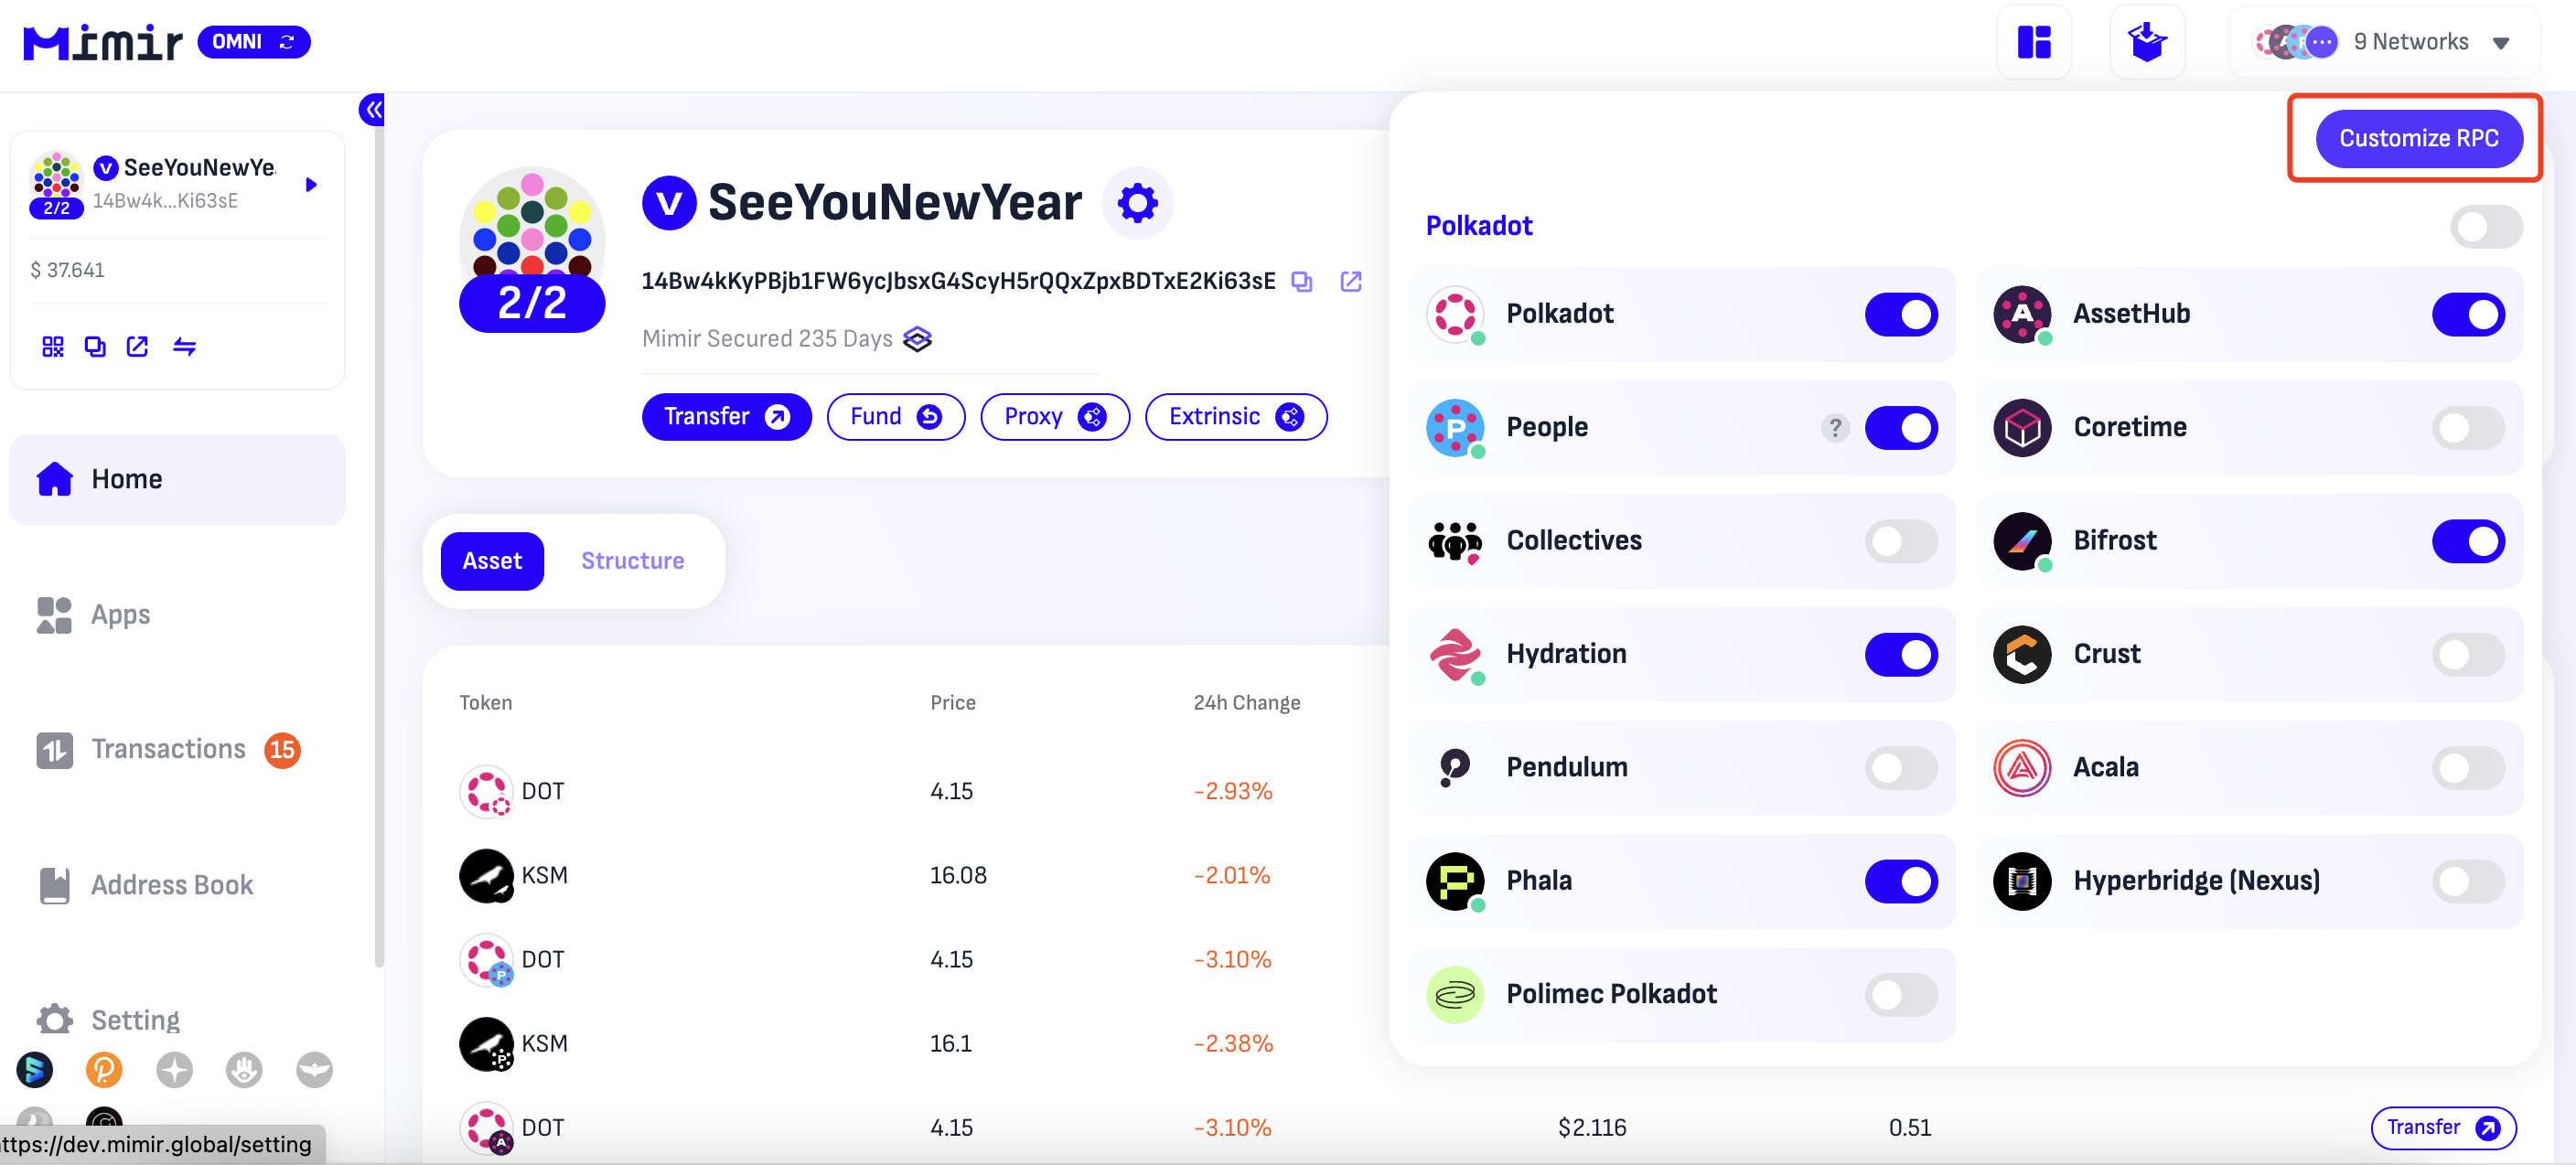 Mimir OMNI
9 Networks
Customize RPC
V SeeYouNewYe
14Bw4k...Ki63sE
2/2
$ 37.641
Home
Apps
Transactions 15
Address Book
Setting
https://dev.mimir.global/setting
V SeeYouNewYear
2/2
14Bw4kKyPBjb1FW6ycJbsxG4ScyH5rQQxZpxBDTxE2Ki63sE
Mimir Secured 235 Days
Transfer Fund Proxy Extrinsic
Asset Structure
Token Price 24h Change
DOT 4.15 -2.93%
KSM 16.08 -2.01%
DOT 4.15 -3.10%
KSM 16.1 -2.38%
DOT 4.15 -3.10% $2.116 0.51 Transfer
Polkadot
Polkadot AssetHub
People ? Coretime
Collectives Bifrost
Hydration Crust
Pendulum Acala
Phala Hyperbridge (Nexus)
Polimec Polkadot